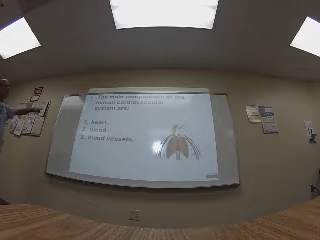 • The main components of the
human cardiovascular
system are:
1. heart.
2. blood
3. blood vessels.